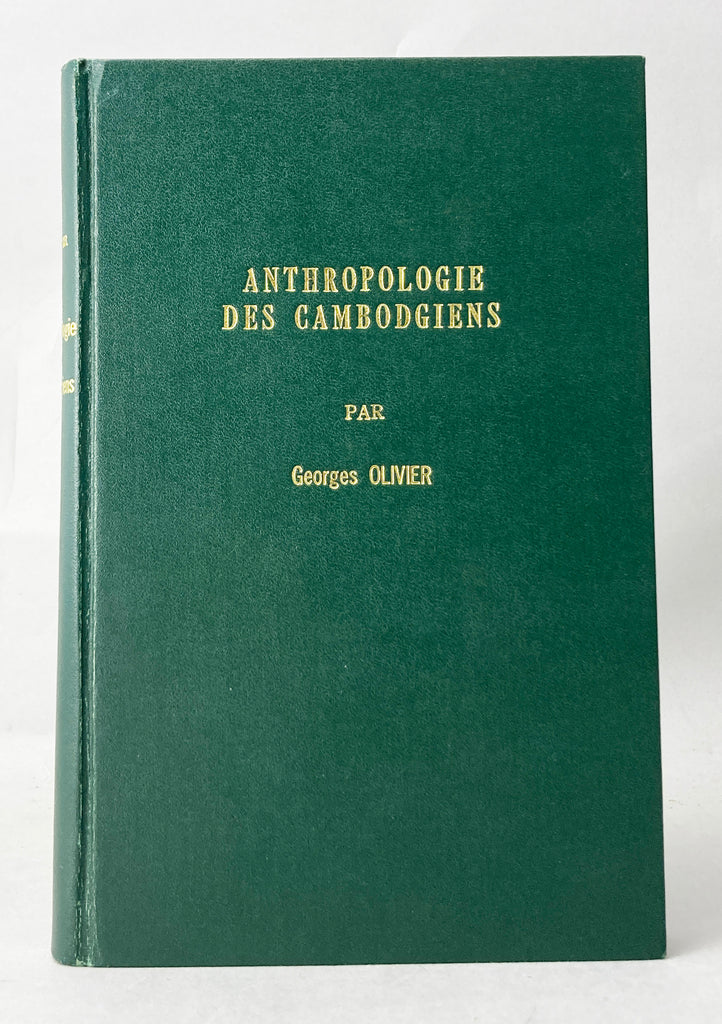 ANTHROPOLOGIE
DES CAMBODGIENS
PAR
Georges OLIVIER